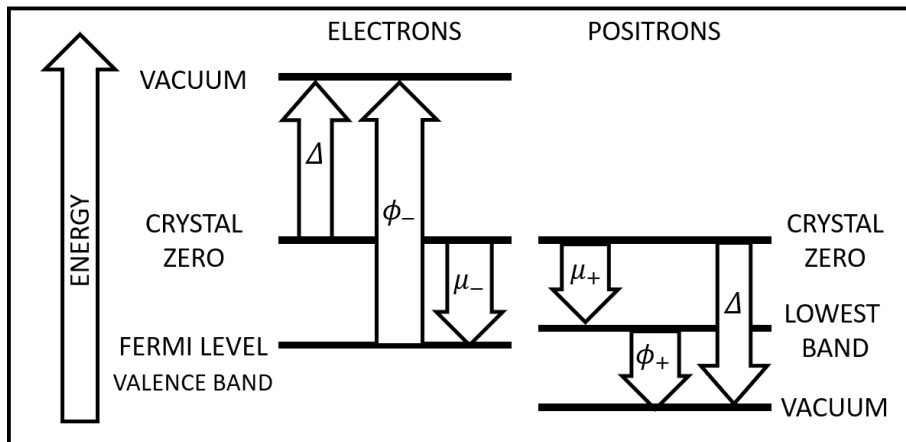 ELECTRONS
POSITRONS
VACUUM
Δ
ϕ₋
ENERGY
CRYSTAL
ZERO
CRYSTAL
ZERO
μ₋
μ₊
Δ
LOWEST
BAND
FERMI LEVEL
VALENCE BAND
ϕ₊
VACUUM